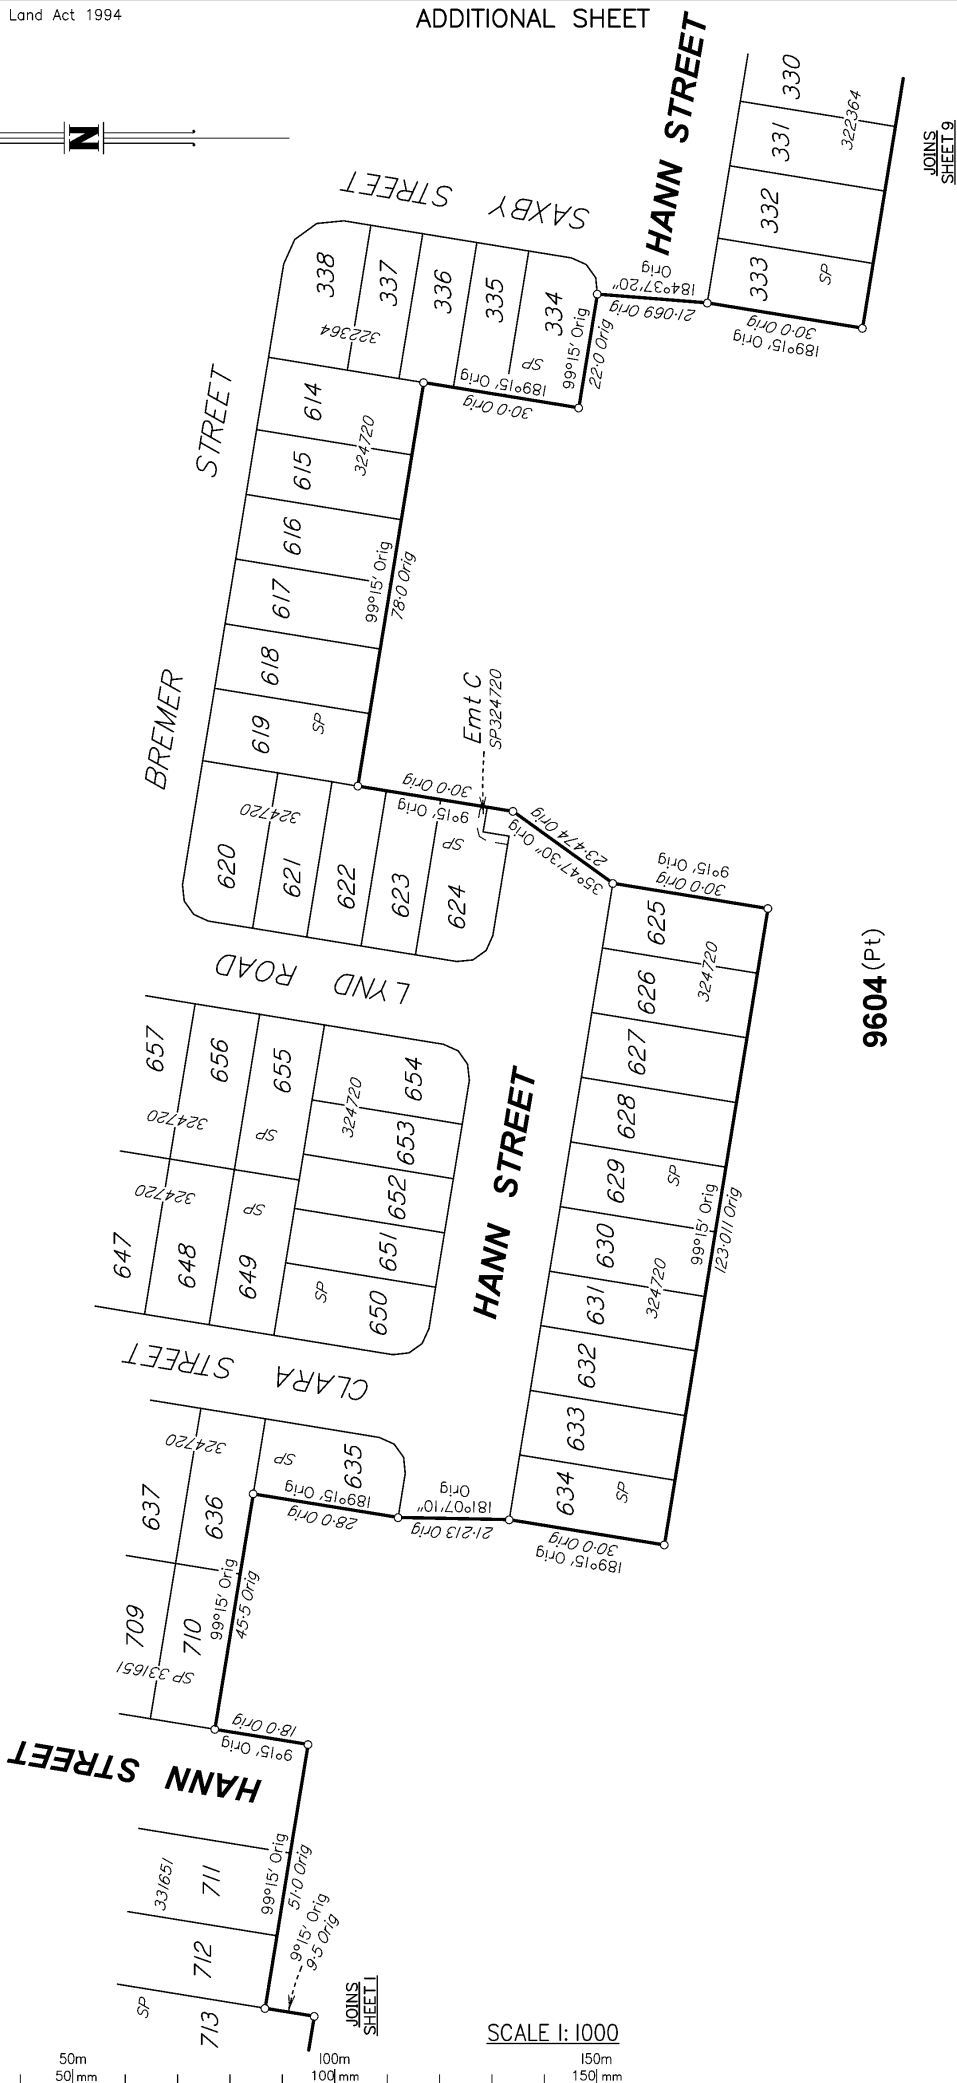 Land Act 1994
ADDITIONAL SHEET
N
HANN STREET
330
331
332
333
322364
SP
JOINS
SHEET 9
SAXBY STREET
338
337
336
335
334
322364
SP
184°37'20"
Orig
21·069 Orig
189°15' Orig
30·0 Orig
99°15' Orig
22·0 Orig
189°15' Orig
30·0 Orig
BREMER STREET
614
615
616
617
618
619
324720
SP
99°15' Orig
78·0 Orig
Emt C
SP324720
9°15' Orig
30·0 Orig
35°47'30" Orig
23·474 Orig
9°15' Orig
30·0 Orig
620
621
622
623
624
324720
SP
LYND ROAD
625
626
627
628
629
630
631
632
633
634
324720
SP
324720
SP
99°15' Orig
123·011 Orig
9604 (Pt)
657
656
655
654
653
652
651
650
324720
SP
324720
SP
647
648
649
324720
SP
HANN STREET
CLARA STREET
637
636
635
324720
SP
189°15' Orig
28·0 Orig
181°07'10"
Orig
21·213 Orig
189°15' Orig
30·0 Orig
709
710
SP 331651
99°15' Orig
45·5 Orig
9°15' Orig
18·0 Orig
HANN STREET
711
712
713
331651
SP
99°15' Orig
51·0 Orig
9°15' Orig
9·5 Orig
JOINS
SHEET 1
SCALE 1: 1000
50m 100m 150m
50 mm 100 mm 150 mm